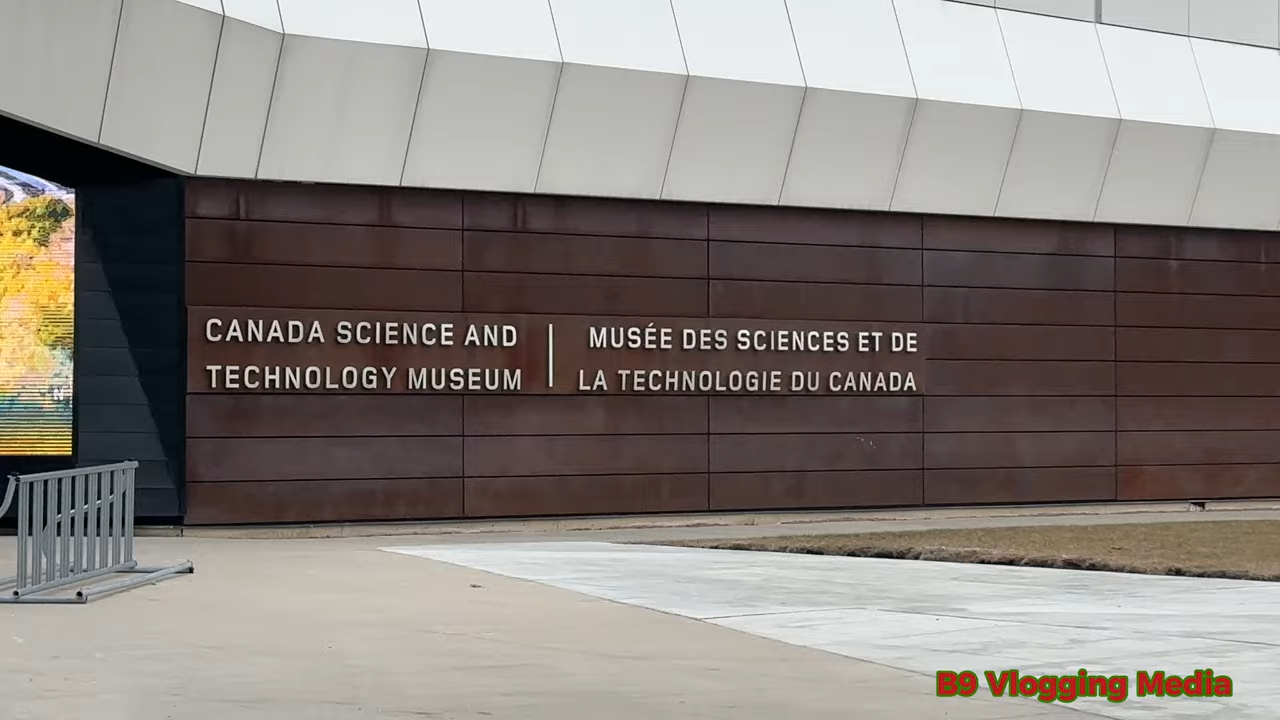 CANADA SCIENCE AND
TECHNOLOGY MUSEUM
MUSÉE DES SCIENCES ET DE
LA TECHNOLOGIE DU CANADA
B9 Vlogging Media